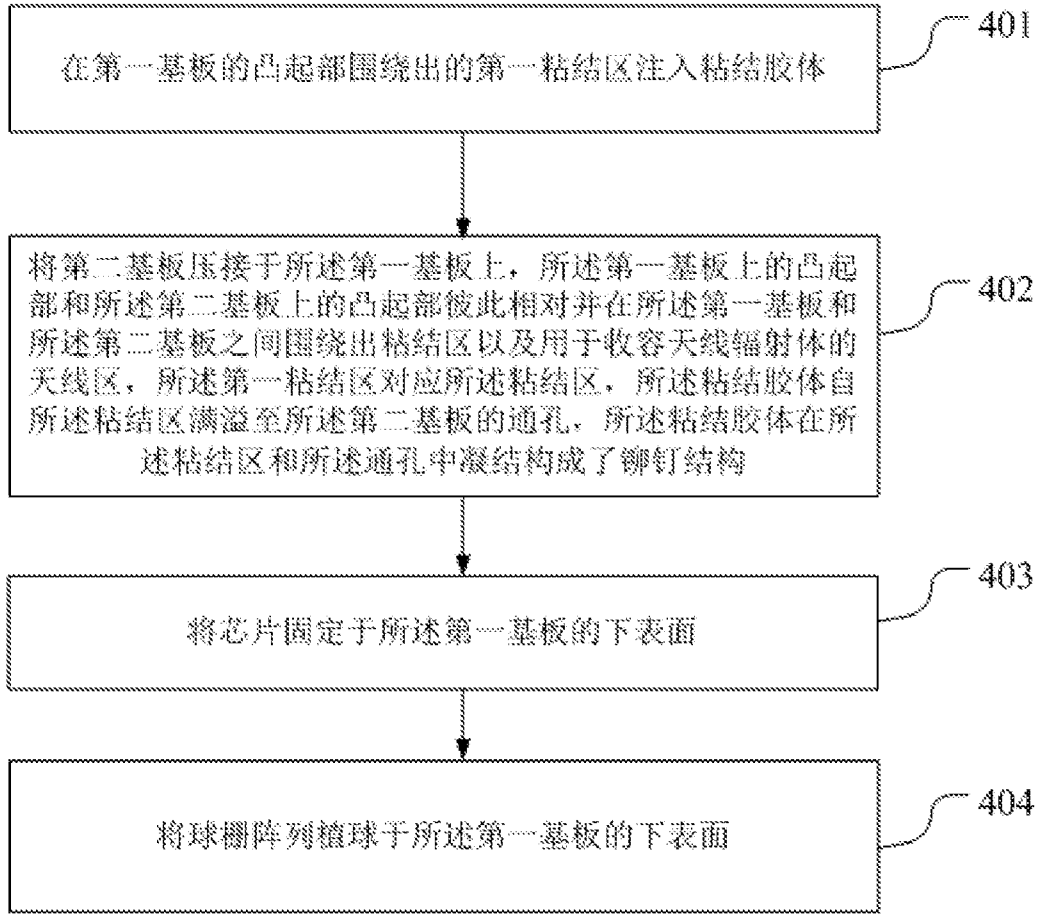 在第一基板的凸起部围绕出的第一粘结区注入粘结胶体
401
将第二基板压接于所述第一基板上，所述第一基板上的凸起
部和所述第二基板上的凸起部彼此相对并在所述第一基板和
所述第二基板之间围绕出粘结区以及用于收容天线辐射体的
天线区，所述第一粘结区对应所述粘结区，所述粘结胶体自
所述粘结区满溢至所述第二基板的通孔，所述粘结胶体在所
述粘结区和所述通孔中凝结构成了铆钉结构
402
将芯片固定于所述第一基板的下表面
403
将球栅阵列植球于所述第一基板的下表面
404